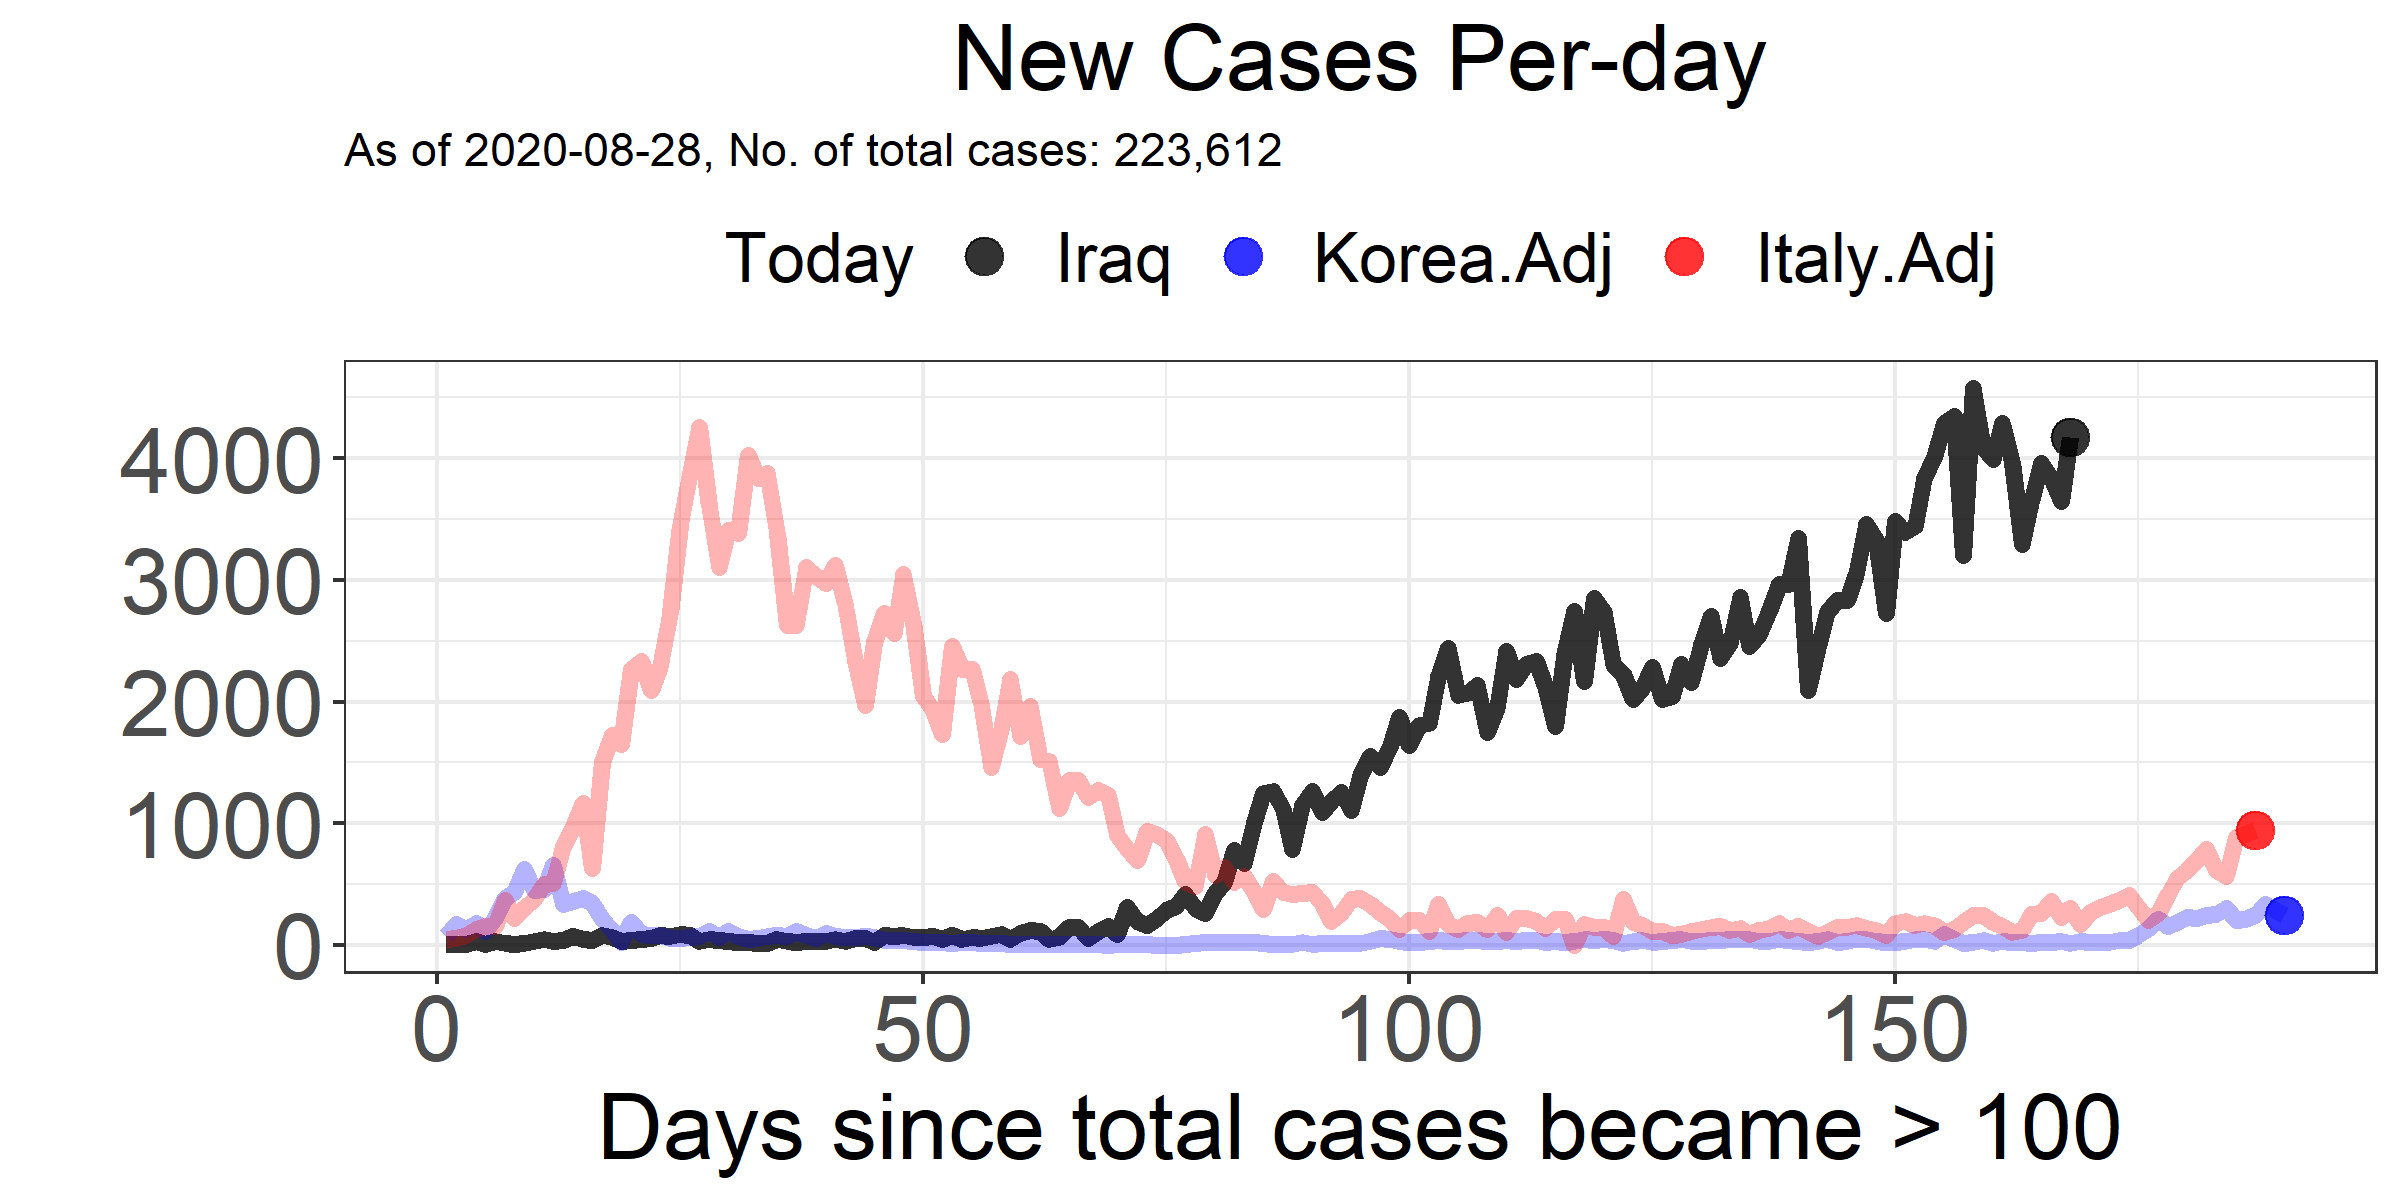 New Cases Per-day
As of 2020-08-28, No. of total cases: 223,612
Today Iraq Korea.Adj Italy.Adj
4000
3000
2000
1000
0
0 50 100 150
Days since total cases became > 100